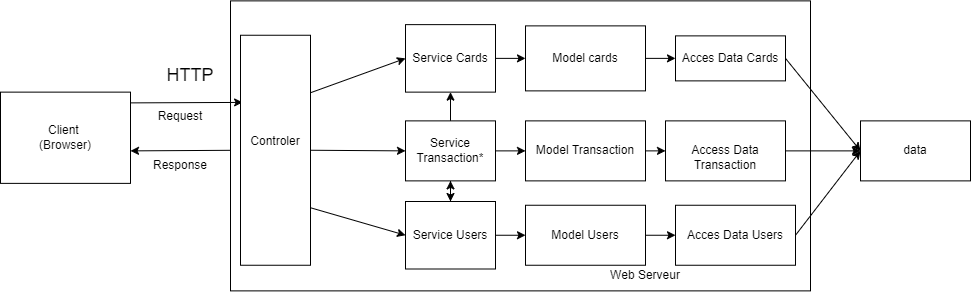 HTTP
Request
Response
Client
(Browser)
Controler
Service Cards
Model cards
Acces Data Cards
Service
Transaction*
Model Transaction
Access Data
Transaction
Service Users
Model Users
Acces Data Users
data
Web Serveur